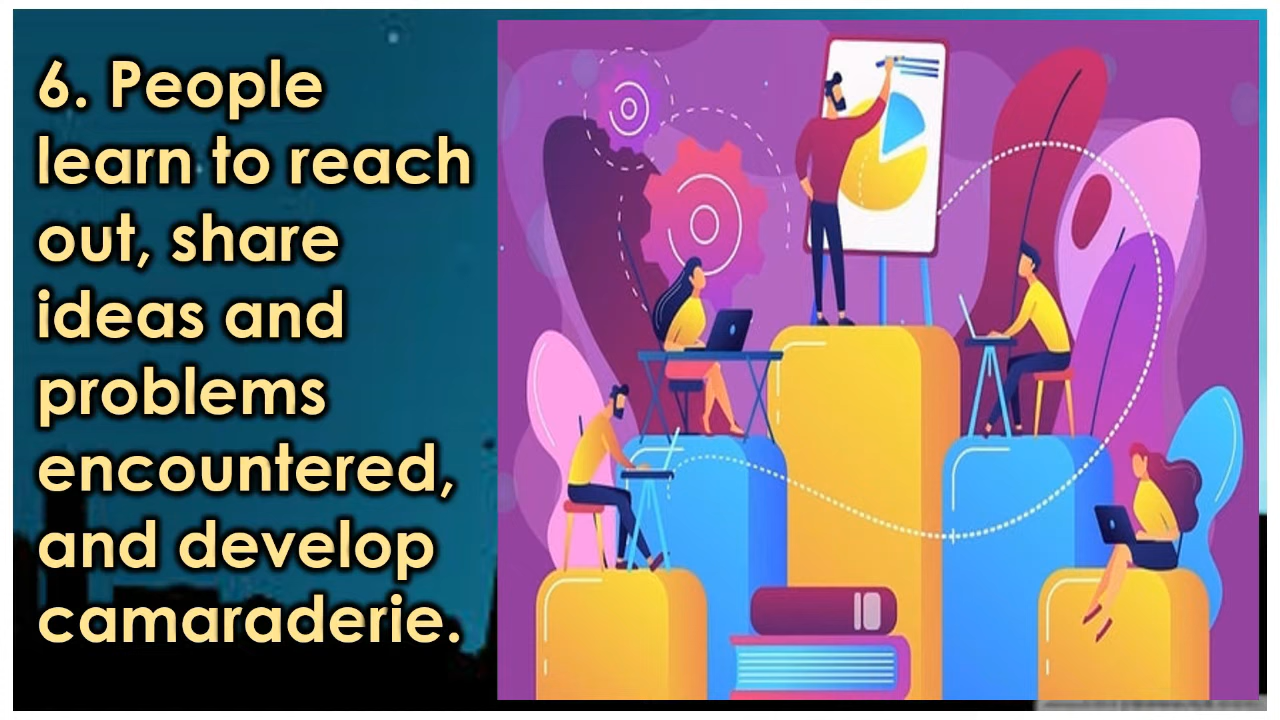 6. People
learn to reach
out, share
ideas and
problems
encountered,
and develop
camaraderie.